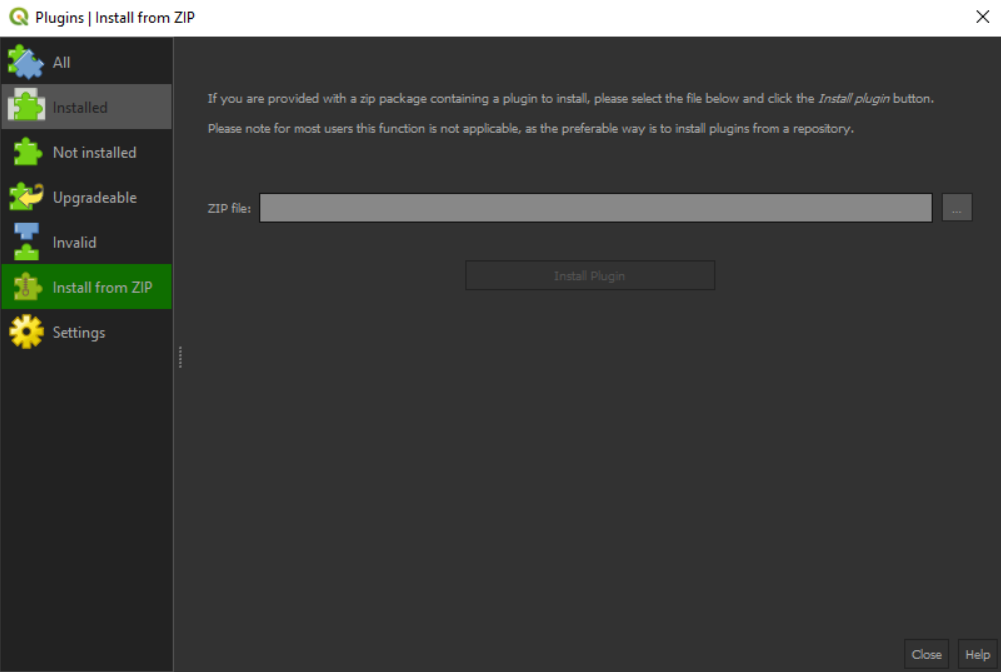 Plugins | Install from ZIP
All
Installed
Not installed
Upgradeable
Invalid
Install from ZIP
Settings
If you are provided with a zip package containing a plugin to install, please select the file below and click the Install plugin button.
Please note for most users this function is not applicable, as the preferable way is to install plugins from a repository.
ZIP file:
...
Install Plugin
Close
Help